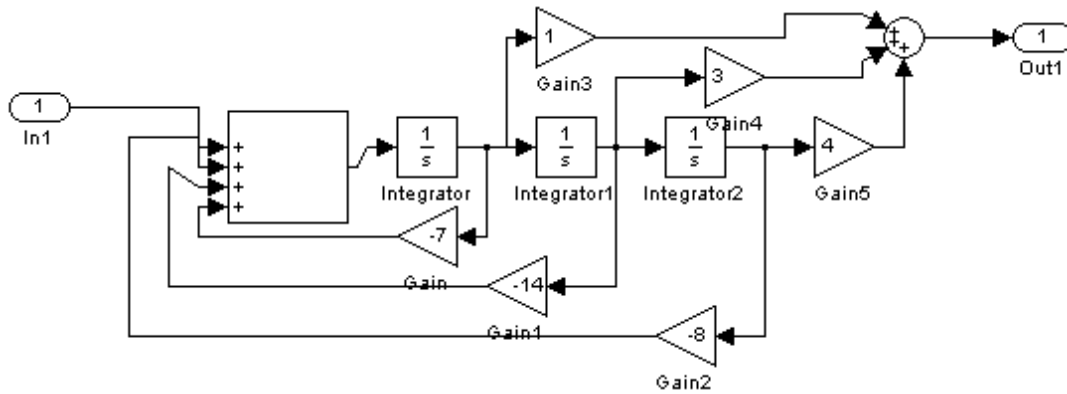 1
Gain3
+
+
+
1
Out1
1
In1
3
Gain4
+
+
+
+
1
s
Integrator
1
s
Integrator1
1
s
Integrator2
4
Gain5
-7
Gain
-14
Gain1
-8
Gain2